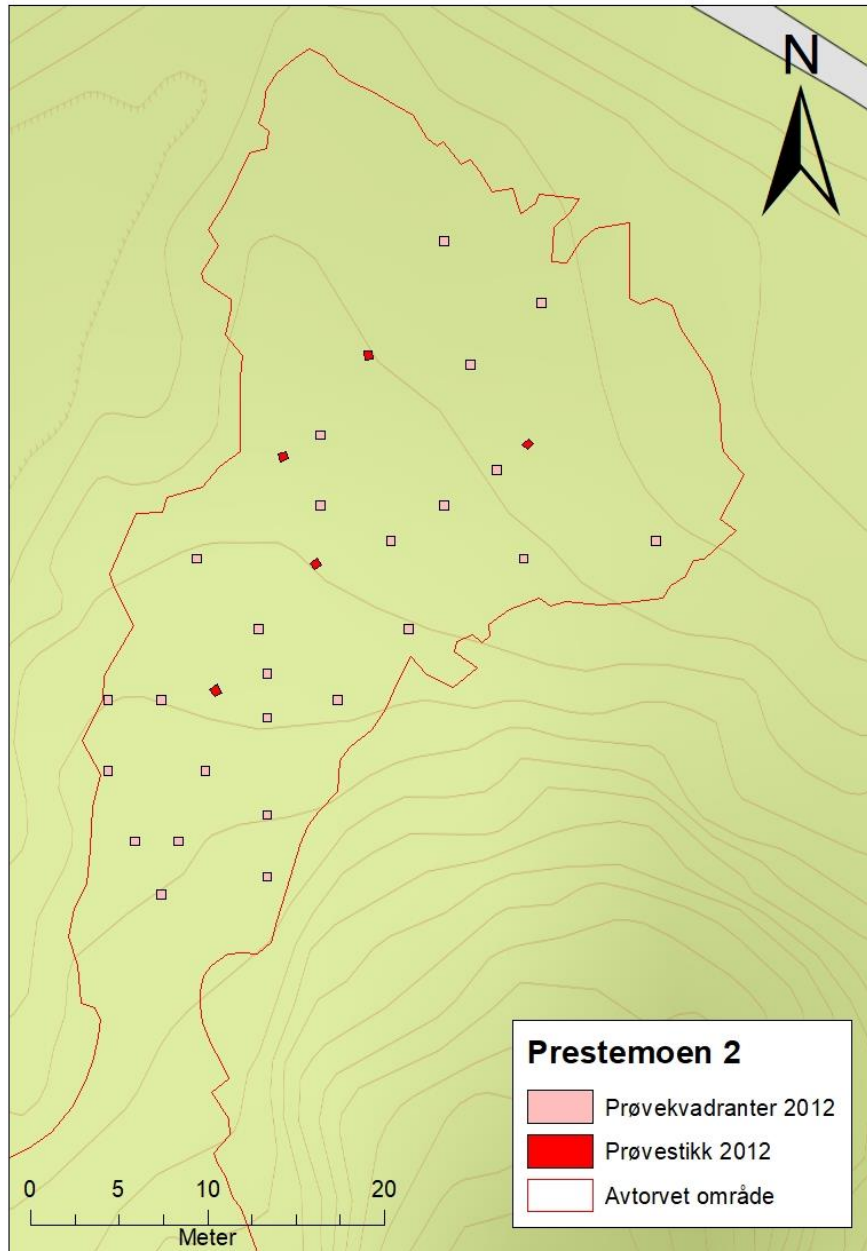 N
Prestemoen 2
Prøvekvadranter 2012
Prøvestikk 2012
Avtorvet område
0 5 10 20
Meter